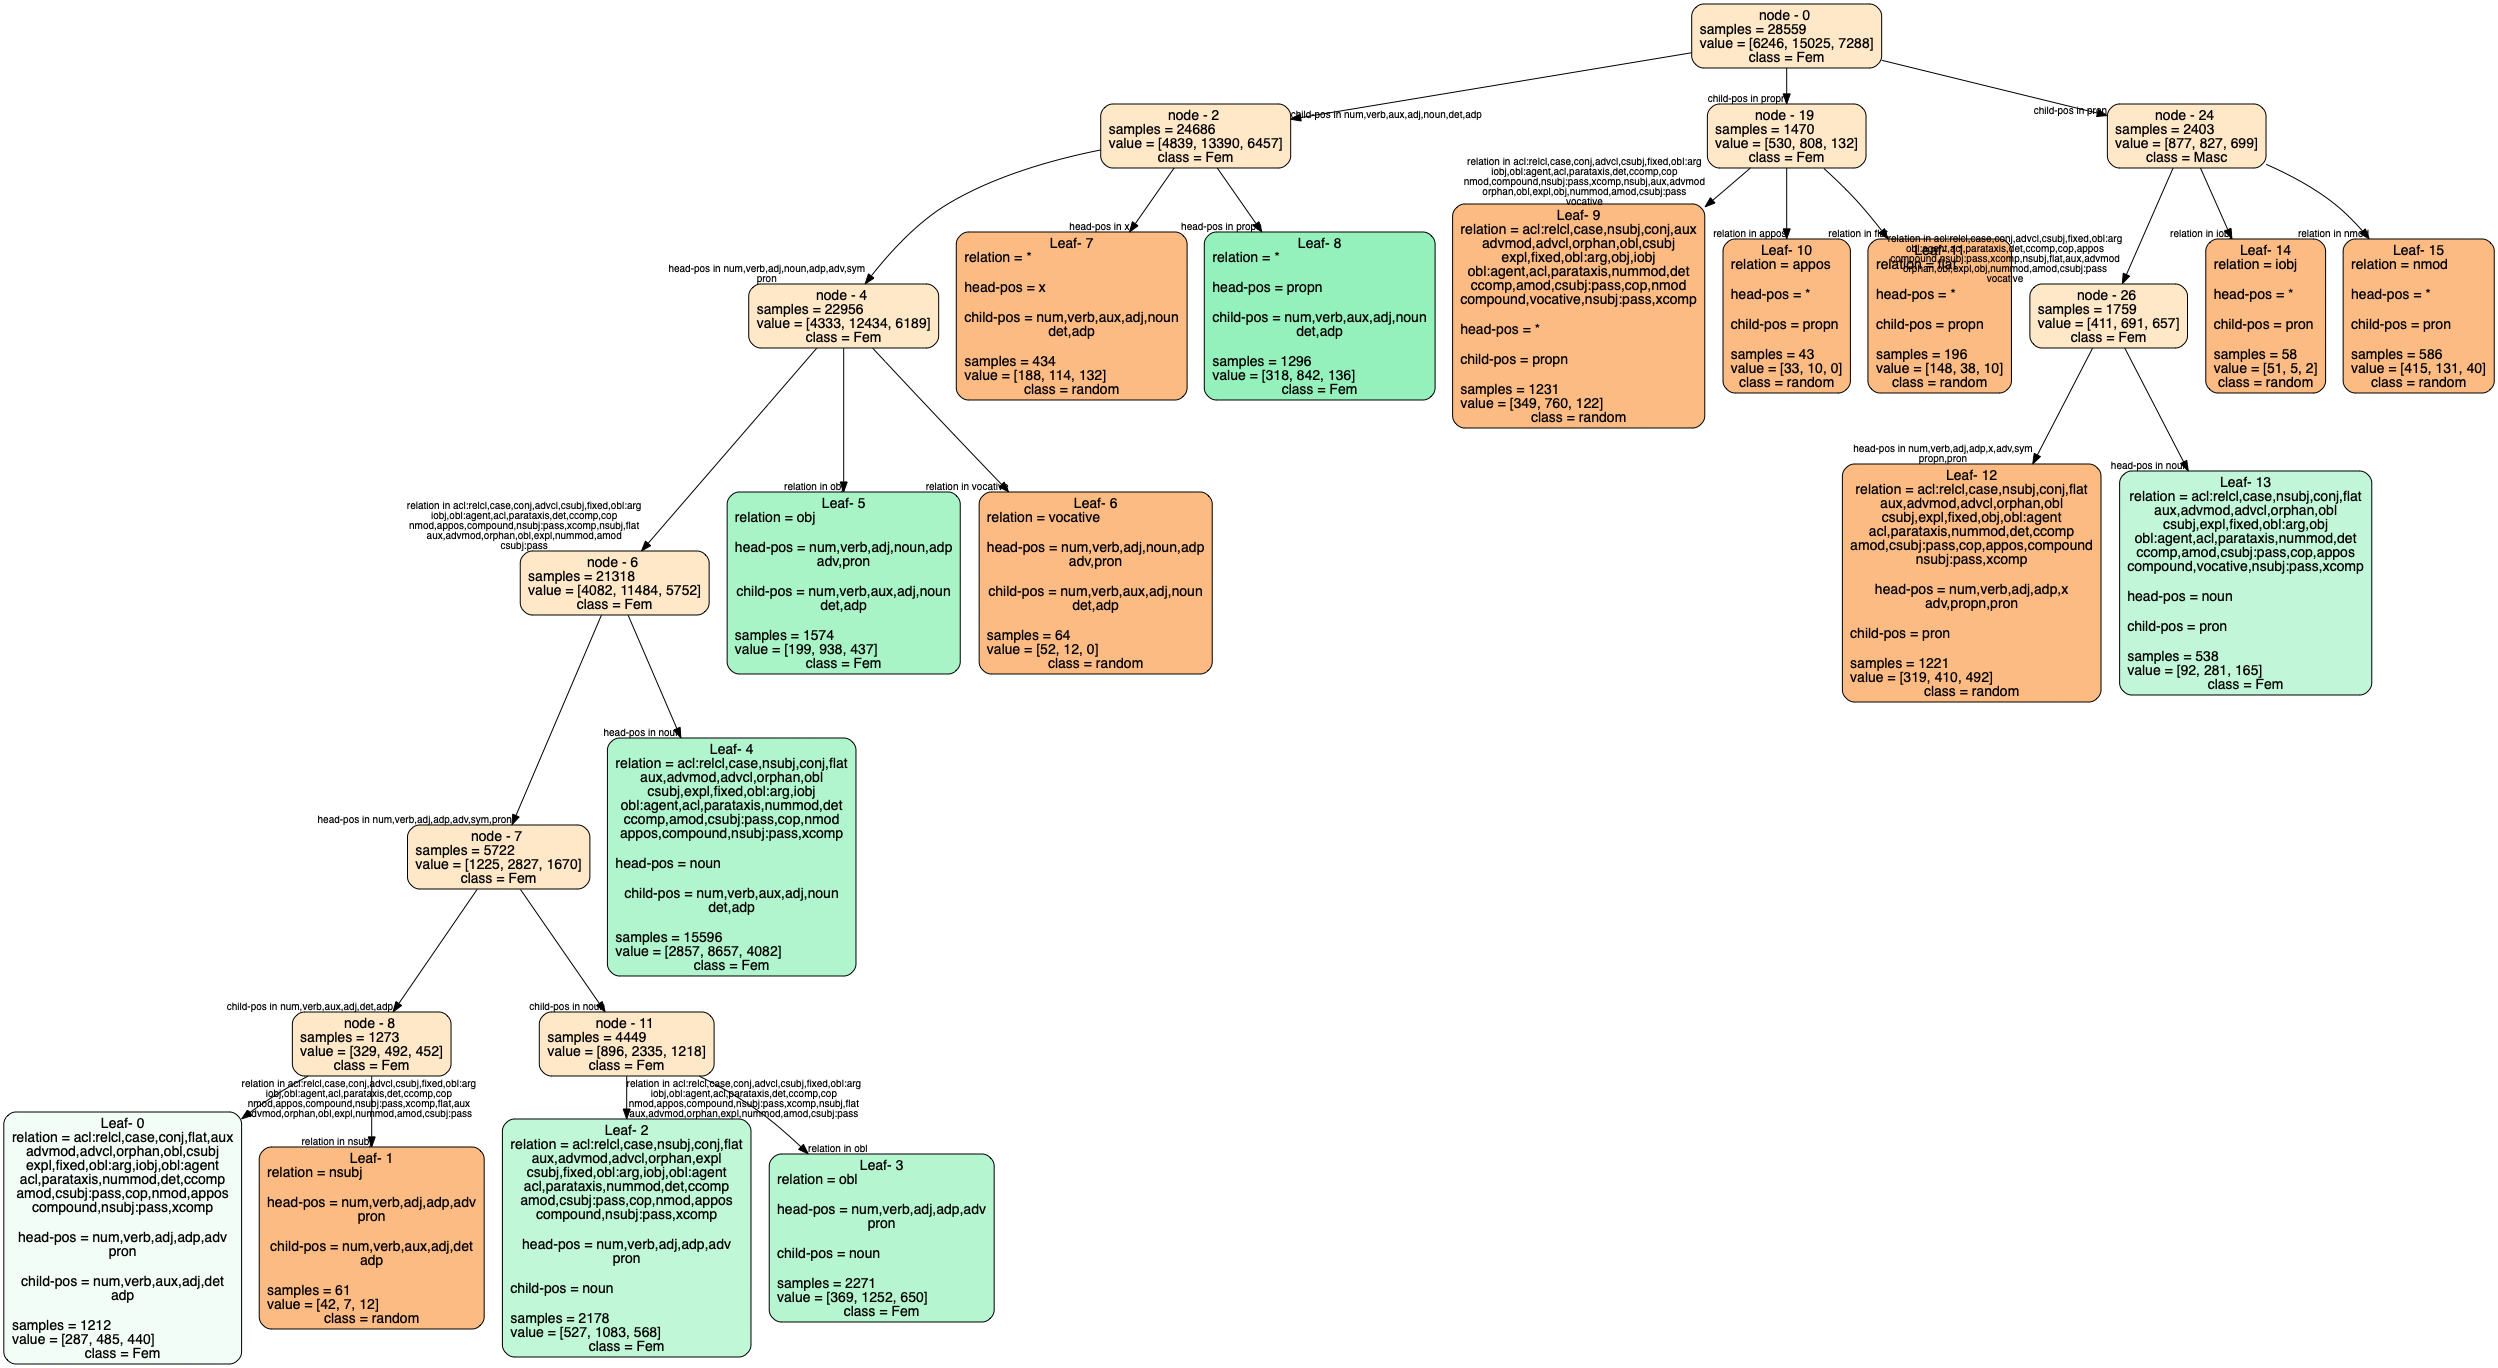 node - 0
samples = 28559
value = [6246, 15025, 7288]
class = Fem
child-pos in num,verb,aux,adj,noun,det,adp
node - 2
samples = 24686
value = [4839, 13390, 6457]
class = Fem
child-pos in propn
node - 19
samples = 1470
value = [530, 808, 132]
class = Fem
child-pos in pron
node - 24
samples = 2403
value = [877, 827, 699]
class = Masc
head-pos in num,verb,adj,noun,adp,adv,sym
pron
node - 4
samples = 22956
value = [4333, 12434, 6189]
class = Fem
head-pos in x
Leaf- 7
relation = *
head-pos = x
child-pos = num,verb,aux,adj,noun
det,adp
samples = 434
value = [188, 114, 132]
class = random
head-pos in propn
Leaf- 8
relation = *
head-pos = propn
child-pos = num,verb,aux,adj,noun
det,adp
samples = 1296
value = [318, 842, 136]
class = Fem
relation in acl:relcl,case,conj,advcl,csubj,fixed,obl:arg
iobj,obl:agent,acl,parataxis,det,ccomp,cop
nmod,compound,nsubj:pass,xcomp,nsubj,aux,advmod
orphan,obl,expl,obj,nummod,amod,csubj:pass
vocative
Leaf- 9
relation = acl:relcl,case,nsubj,conj,aux
advmod,advcl,orphan,obl,csubj
expl,fixed,obl:arg,obj,iobj
obl:agent,acl,parataxis,nummod,det
ccomp,amod,csubj:pass,cop,nmod
compound,vocative,nsubj:pass,xcomp
head-pos = *
child-pos = propn
samples = 1231
value = [349, 760, 122]
class = random
relation in appos
Leaf- 10
relation = appos
head-pos = *
child-pos = propn
samples = 43
value = [33, 10, 0]
class = random
relation in flat
Leaf- 11
relation = flat
head-pos = *
child-pos = propn
samples = 196
value = [148, 38, 10]
class = random
relation in acl:relcl,case,conj,advcl,csubj,fixed,obl:arg
obl:agent,acl,parataxis,det,ccomp,cop,appos
compound,nsubj:pass,xcomp,nsubj,flat,aux,advmod
orphan,obl,expl,obj,nummod,amod,csubj:pass
vocative
node - 26
samples = 1759
value = [411, 691, 657]
class = Fem
relation in iobj
Leaf- 14
relation = iobj
head-pos = *
child-pos = pron
samples = 58
value = [51, 5, 2]
class = random
relation in nmod
Leaf- 15
relation = nmod
head-pos = *
child-pos = pron
samples = 586
value = [415, 131, 40]
class = random
relation in acl:relcl,case,conj,advcl,csubj,fixed,obl:arg
iobj,obl:agent,acl,parataxis,det,ccomp,cop
nmod,appos,compound,nsubj:pass,xcomp,nsubj,flat
aux,advmod,orphan,obl,expl,nummod,amod
csubj:pass
node - 6
samples = 21318
value = [4082, 11484, 5752]
class = Fem
relation in obj
Leaf- 5
relation = obj
head-pos = num,verb,adj,noun,adp
adv,pron
child-pos = num,verb,aux,adj,noun
det,adp
samples = 1574
value = [199, 938, 437]
class = Fem
relation in vocative
Leaf- 6
relation = vocative
head-pos = num,verb,adj,noun,adp
adv,pron
child-pos = num,verb,aux,adj,noun
det,adp
samples = 64
value = [52, 12, 0]
class = random
head-pos in num,verb,adj,adp,x,adv,sym
propn,pron
Leaf- 12
relation = acl:relcl,case,nsubj,conj,flat
aux,advmod,advcl,orphan,obl
csubj,expl,fixed,obj,obl:agent
acl,parataxis,nummod,det,ccomp
amod,csubj:pass,cop,appos,compound
nsubj:pass,xcomp
head-pos = num,verb,adj,adp,x
adv,propn,pron
child-pos = pron
samples = 1221
value = [319, 410, 492]
class = random
head-pos in noun
Leaf- 13
relation = acl:relcl,case,nsubj,conj,flat
aux,advmod,advcl,orphan,obl
csubj,expl,fixed,obl:arg,obj
obl:agent,acl,parataxis,nummod,det
ccomp,amod,csubj:pass,cop,appos
compound,vocative,nsubj:pass,xcomp
head-pos = noun
child-pos = pron
samples = 538
value = [92, 281, 165]
class = Fem
head-pos in num,verb,adj,adp,adv,sym,pron
node - 7
samples = 5722
value = [1225, 2827, 1670]
class = Fem
head-pos in noun
Leaf- 4
relation = acl:relcl,case,nsubj,conj,flat
aux,advmod,advcl,orphan,obl
csubj,expl,fixed,obl:arg,iobj
obl:agent,acl,parataxis,nummod,det
ccomp,amod,csubj:pass,cop,nmod
appos,compound,nsubj:pass,xcomp
head-pos = noun
child-pos = num,verb,aux,adj,noun
det,adp
samples = 15596
value = [2857, 8657, 4082]
class = Fem
child-pos in num,verb,aux,adj,det,adp
node - 8
samples = 1273
value = [329, 492, 452]
class = Fem
child-pos in noun
node - 11
samples = 4449
value = [896, 2335, 1218]
class = Fem
relation in acl:relcl,case,conj,advcl,csubj,fixed,obl:arg
iobj,obl:agent,acl,parataxis,det,ccomp,cop
nmod,appos,compound,nsubj:pass,xcomp,flat,aux
advmod,orphan,obl,expl,nummod,amod,csubj:pass
Leaf- 0
relation = acl:relcl,case,conj,flat,aux
advmod,advcl,orphan,obl,csubj
expl,fixed,obl:arg,iobj,obl:agent
acl,parataxis,nummod,det,ccomp
amod,csubj:pass,cop,nmod,appos
compound,nsubj:pass,xcomp
head-pos = num,verb,adj,adp,adv
pron
child-pos = num,verb,aux,adj,det
adp
samples = 1212
value = [287, 485, 440]
class = Fem
relation in nsubj
Leaf- 1
relation = nsubj
head-pos = num,verb,adj,adp,adv
pron
child-pos = num,verb,aux,adj,det
adp
samples = 61
value = [42, 7, 12]
class = random
relation in acl:relcl,case,conj,advcl,csubj,fixed,obl:arg
iobj,obl:agent,acl,parataxis,det,ccomp,cop
nmod,appos,compound,nsubj:pass,xcomp,nsubj,flat
aux,advmod,orphan,expl,nummod,amod,csubj:pass
Leaf- 2
relation = acl:relcl,case,nsubj,conj,flat
aux,advmod,advcl,orphan,expl
csubj,fixed,obl:arg,iobj,obl:agent
acl,parataxis,nummod,det,ccomp
amod,csubj:pass,cop,nmod,appos
compound,nsubj:pass,xcomp
head-pos = num,verb,adj,adp,adv
pron
child-pos = noun
samples = 2178
value = [527, 1083, 568]
class = Fem
relation in obl
Leaf- 3
relation = obl
head-pos = num,verb,adj,adp,adv
pron
child-pos = noun
samples = 2271
value = [369, 1252, 650]
class = Fem